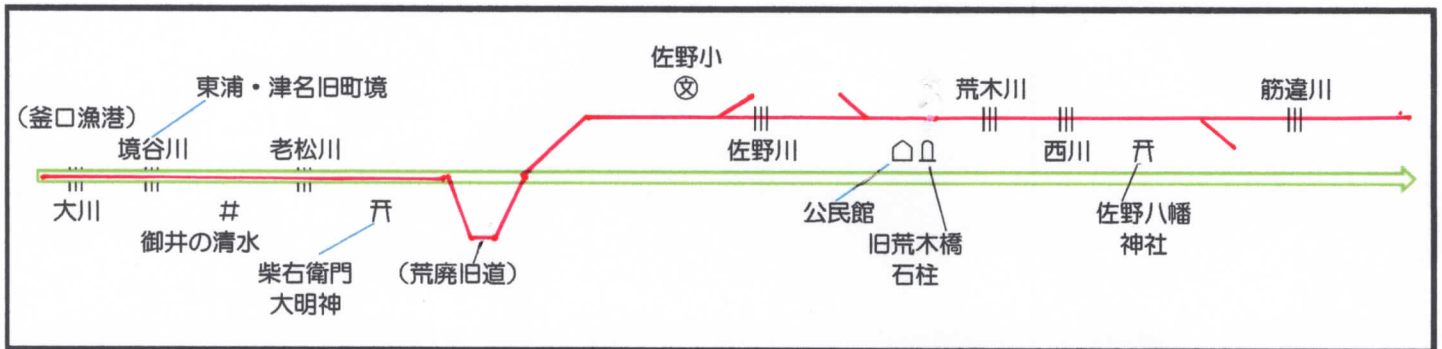 佐野小
文
東浦・津名旧町境
荒木川
筋違川
(釜口漁港)
境谷川
老松川
佐野川
西川
大川
御井の清水
公民館
佐野八幡
神社
旧荒木橋
石柱
柴右衛門
大明神
(荒廃旧道)